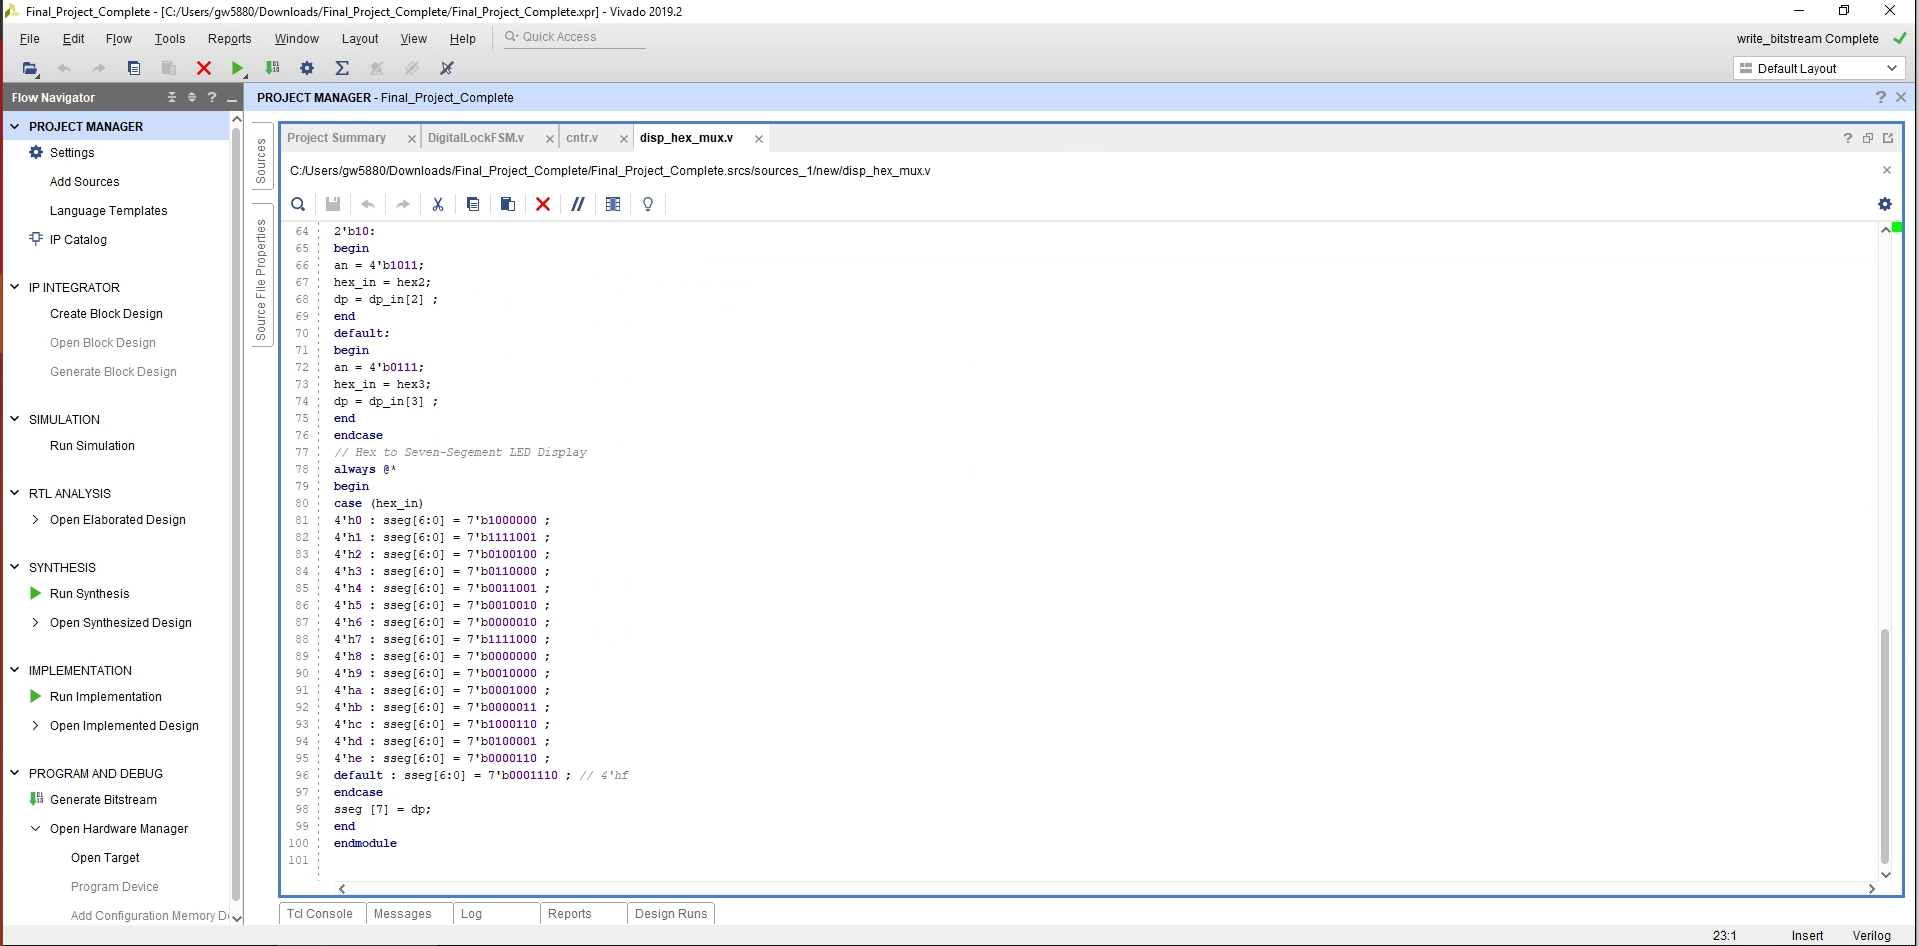 Final_Project_Complete - [C:/Users/gw5880/Downloads/Final_Project_Complete/Final_Project_Complete.xpr] - Vivado 2019.2
File Edit Flow Tools Reports Window Layout View Help Quick Access
write_bitstream Complete
Default Layout
Flow Navigator
PROJECT MANAGER - Final_Project_Complete
PROJECT MANAGER
Settings
Add Sources
Language Templates
IP Catalog
IP INTEGRATOR
Create Block Design
Open Block Design
Generate Block Design
SIMULATION
Run Simulation
RTL ANALYSIS
Open Elaborated Design
SYNTHESIS
Run Synthesis
Open Synthesized Design
IMPLEMENTATION
Run Implementation
Open Implemented Design
PROGRAM AND DEBUG
Generate Bitstream
Open Hardware Manager
Open Target
Program Device
Add Configuration Memory D
Sources
Source File Properties
Project Summary DigitalLockFSM.v cntr.v disp_hex_mux.v
C:/Users/gw5880/Downloads/Final_Project_Complete/Final_Project_Complete.srcs/sources_1/new/disp_hex_mux.v
64 2'b10:
65 begin
66 an = 4'b1011;
67 hex_in = hex2;
68 dp = dp_in[2] ;
69 end
70 default:
71 begin
72 an = 4'b0111;
73 hex_in = hex3;
74 dp = dp_in[3] ;
75 end
76 endcase
77 // Hex to Seven-Segement LED Display
78 always @*
79 begin
80 case (hex_in)
81 4'h0 : sseg[6:0] = 7'b1000000 ;
82 4'h1 : sseg[6:0] = 7'b1111001 ;
83 4'h2 : sseg[6:0] = 7'b0100100 ;
84 4'h3 : sseg[6:0] = 7'b0110000 ;
85 4'h4 : sseg[6:0] = 7'b0011001 ;
86 4'h5 : sseg[6:0] = 7'b0010010 ;
87 4'h6 : sseg[6:0] = 7'b0000010 ;
88 4'h7 : sseg[6:0] = 7'b1111000 ;
89 4'h8 : sseg[6:0] = 7'b0000000 ;
90 4'h9 : sseg[6:0] = 7'b0010000 ;
91 4'ha : sseg[6:0] = 7'b0001000 ;
92 4'hb : sseg[6:0] = 7'b0000011 ;
93 4'hc : sseg[6:0] = 7'b1000110 ;
94 4'hd : sseg[6:0] = 7'b0100001 ;
95 4'he : sseg[6:0] = 7'b0000110 ;
96 default : sseg[6:0] = 7'b0001110 ; // 4'hf
97 endcase
98 sseg [7] = dp;
99 end
100 endmodule
101
Tcl Console Messages Log Reports Design Runs
23:1 Insert Verilog